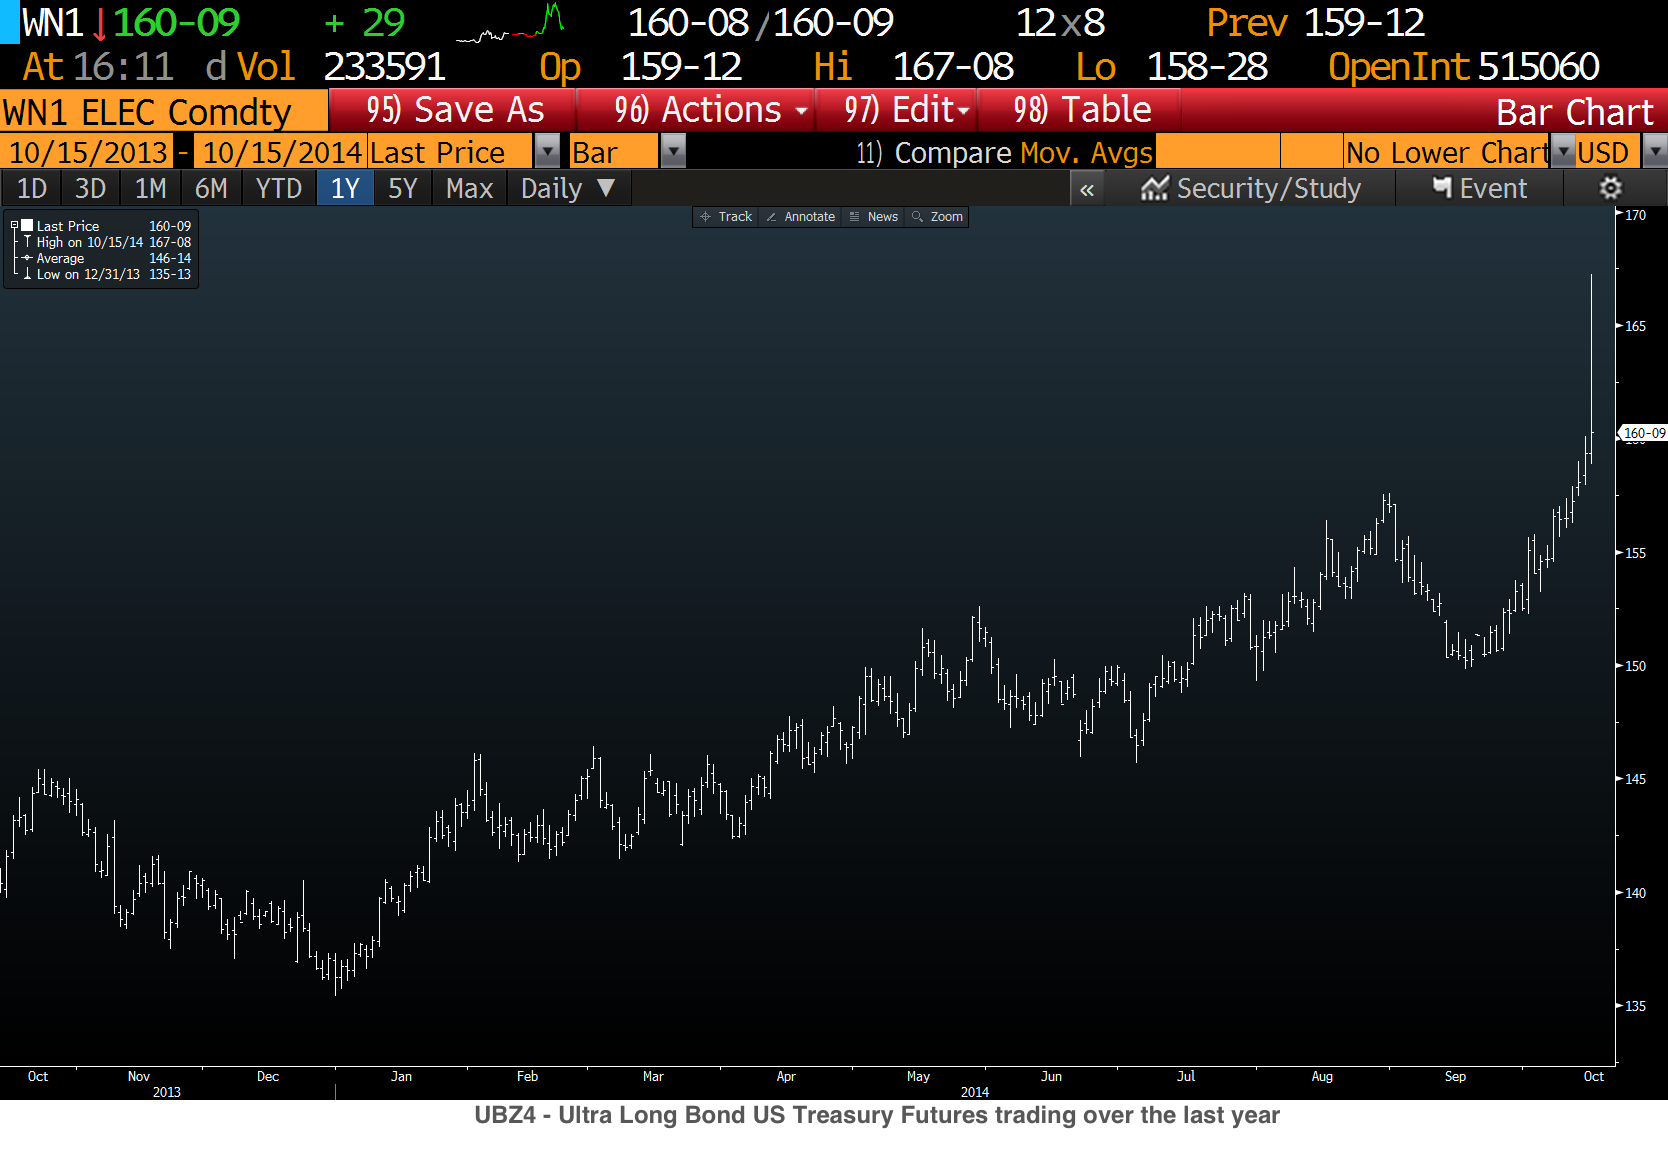 WN1 ↓160-09 + 29 160-08/160-09 12x8 Prev 159-12
At 16:11 d Vol 233591 Op 159-12 Hi 167-08 Lo 158-28 OpenInt 515060
WN1 ELEC Comdty 95) Save As 96) Actions 97) Edit 98) Table Bar Chart
10/15/2013 - 10/15/2014 Last Price Bar 11) Compare Mov. Avgs No Lower Chart USD
1D 3D 1M 6M YTD 1Y 5Y Max Daily ▼ « Security/Study Event
Track Annotate News Zoom
Last Price 160-09
High on 10/15/14 167-08
Average 146-14
Low on 12/31/13 135-13
170
165
160-09
155
150
145
140
135
Oct Nov Dec Jan Feb Mar Apr May Jun Jul Aug Sep Oct
2013 2014
UBZ4 - Ultra Long Bond US Treasury Futures trading over the last year